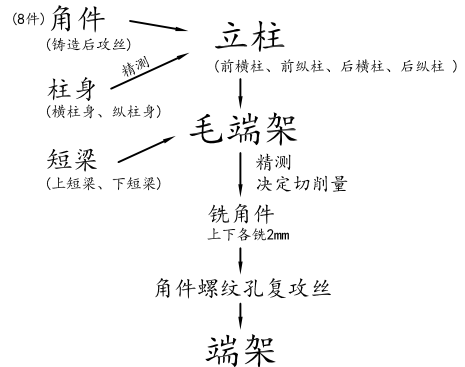 (8件) 角件
(铸造后攻丝)
立柱
(前横柱、前纵柱、后横柱、后纵柱 )
精测
柱身
(横柱身、纵柱身)
毛端架
短梁
(上短梁、下短梁)
精测
决定切削量
铣角件
上下各铣2mm
角件螺纹孔复攻丝
端架